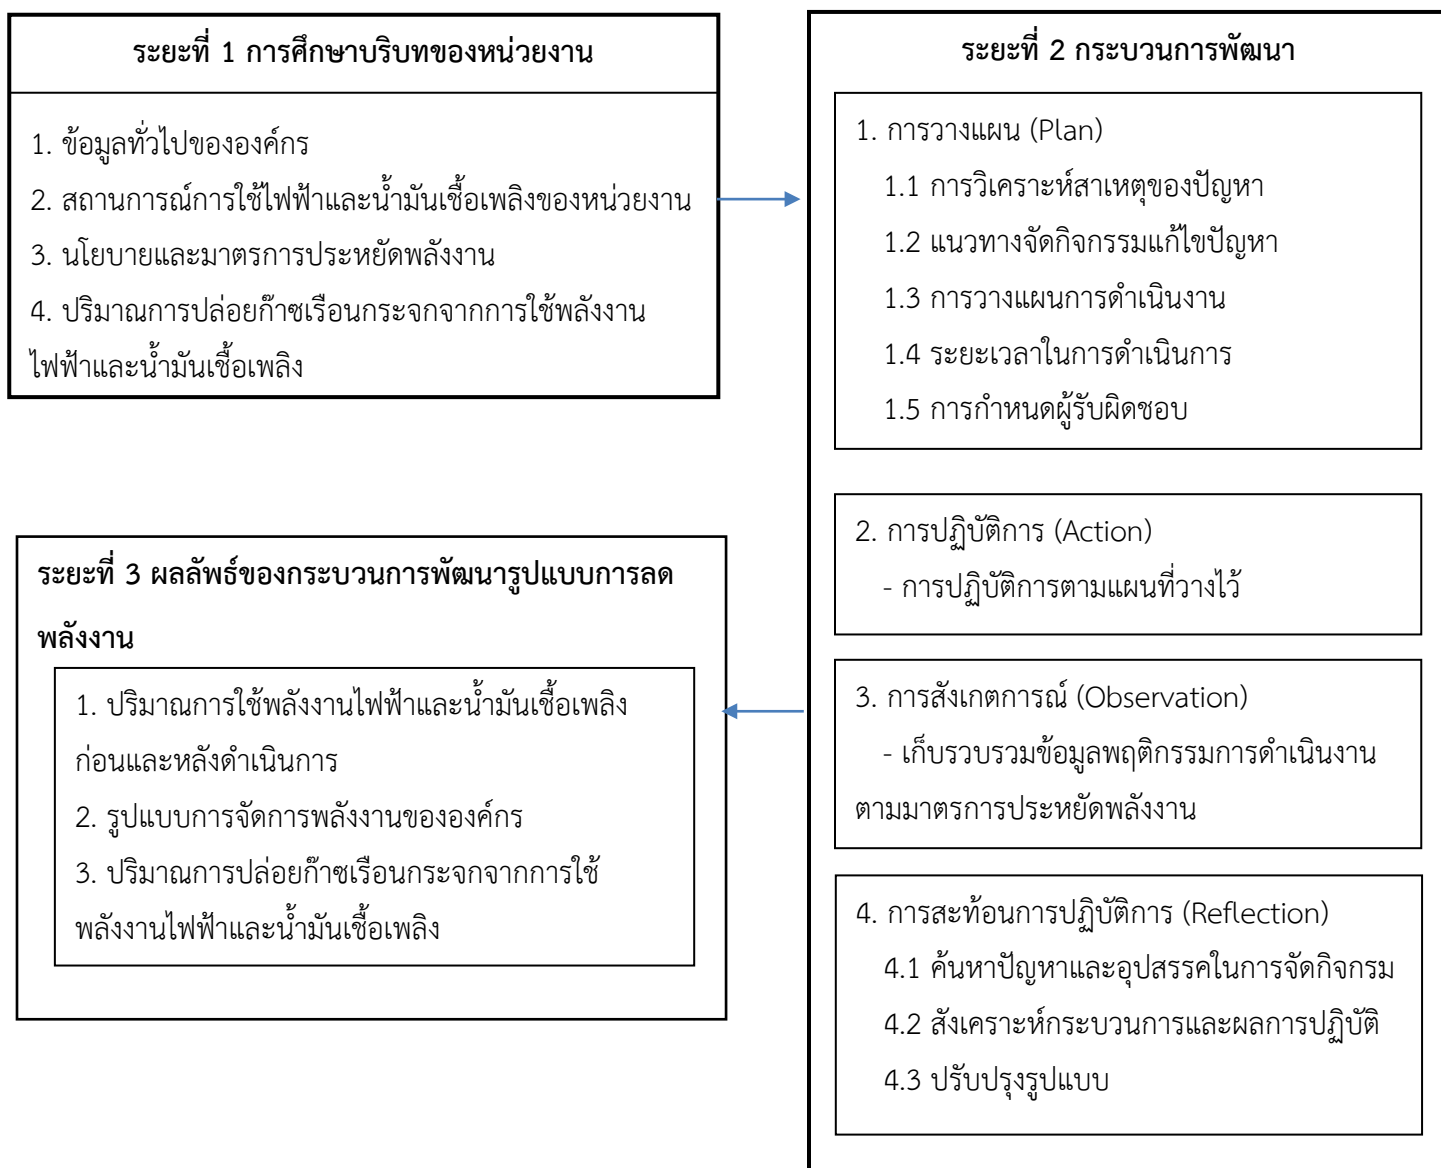 ระยะที่ 1 การศึกษาบริบทของหน่วยงาน
1. ข้อมูลทั่วไปขององค์กร
2. สถานการณ์การใช้ไฟฟ้าและน้ำมันเชื้อเพลิงของหน่วยงาน
3. นโยบายและมาตรการประหยัดพลังงาน
4. ปริมาณการปล่อยก๊าซเรือนกระจกจากการใช้พลังงาน
ไฟฟ้าและน้ำมันเชื้อเพลิง
ระยะที่ 2 กระบวนการพัฒนา
1. การวางแผน (Plan)
1.1 การวิเคราะห์สาเหตุของปัญหา
1.2 แนวทางจัดกิจกรรมแก้ไขปัญหา
1.3 การวางแผนการดำเนินงาน
1.4 ระยะเวลาในการดำเนินการ
1.5 การกำหนดผู้รับผิดชอบ
2. การปฏิบัติการ (Action)
- การปฏิบัติการตามแผนที่วางไว้
3. การสังเกตการณ์ (Observation)
- เก็บรวบรวมข้อมูลพฤติกรรมการดำเนินงาน
ตามมาตรการประหยัดพลังงาน
4. การสะท้อนการปฏิบัติการ (Reflection)
4.1 ค้นหาปัญหาและอุปสรรคในการจัดกิจกรม
4.2 สังเคราะห์กระบวนการและผลการปฏิบัติ
4.3 ปรับปรุงรูปแบบ
ระยะที่ 3 ผลลัพธ์ของกระบวนการพัฒนารูปแบบการลด
พลังงาน
1. ปริมาณการใช้พลังงานไฟฟ้าและน้ำมันเชื้อเพลิง
ก่อนและหลังดำเนินการ
2. รูปแบบการจัดการพลังงานขององค์กร
3. ปริมาณการปล่อยก๊าซเรือนกระจกจากการใช้
พลังงานไฟฟ้าและน้ำมันเชื้อเพลิง